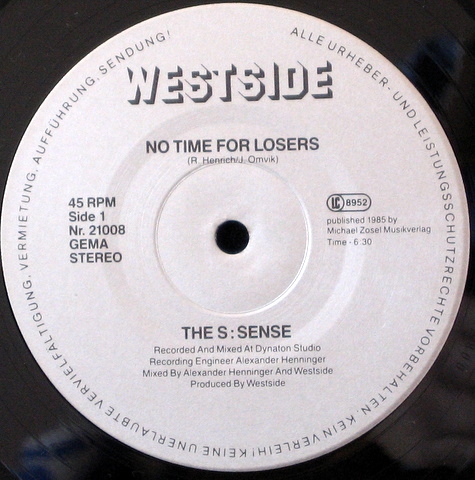 ALLE URHEBER- UND LEISTUNGSSCHUTZRECHTE VORBEHALTEN. KEIN VERLEIH! KEINE UNERLAUBTE VERVIELFÄLTIGUNG, VERMIETUNG, AUFFÜHRUNG, SENDUNG!
WESTSIDE
NO TIME FOR LOSERS
(R. Henrich/J. Omvik)
45 RPM
Side 1
Nr. 21008
GEMA
STEREO
LC 8952
published 1985 by
Michael Zosel Musikverlag
Time - 6:30
THE S:SENSE
Recorded And Mixed At Dynaton Studio
Recording Engineer Alexander Henninger
Mixed By Alexander Henninger And Westside
Produced By Westside